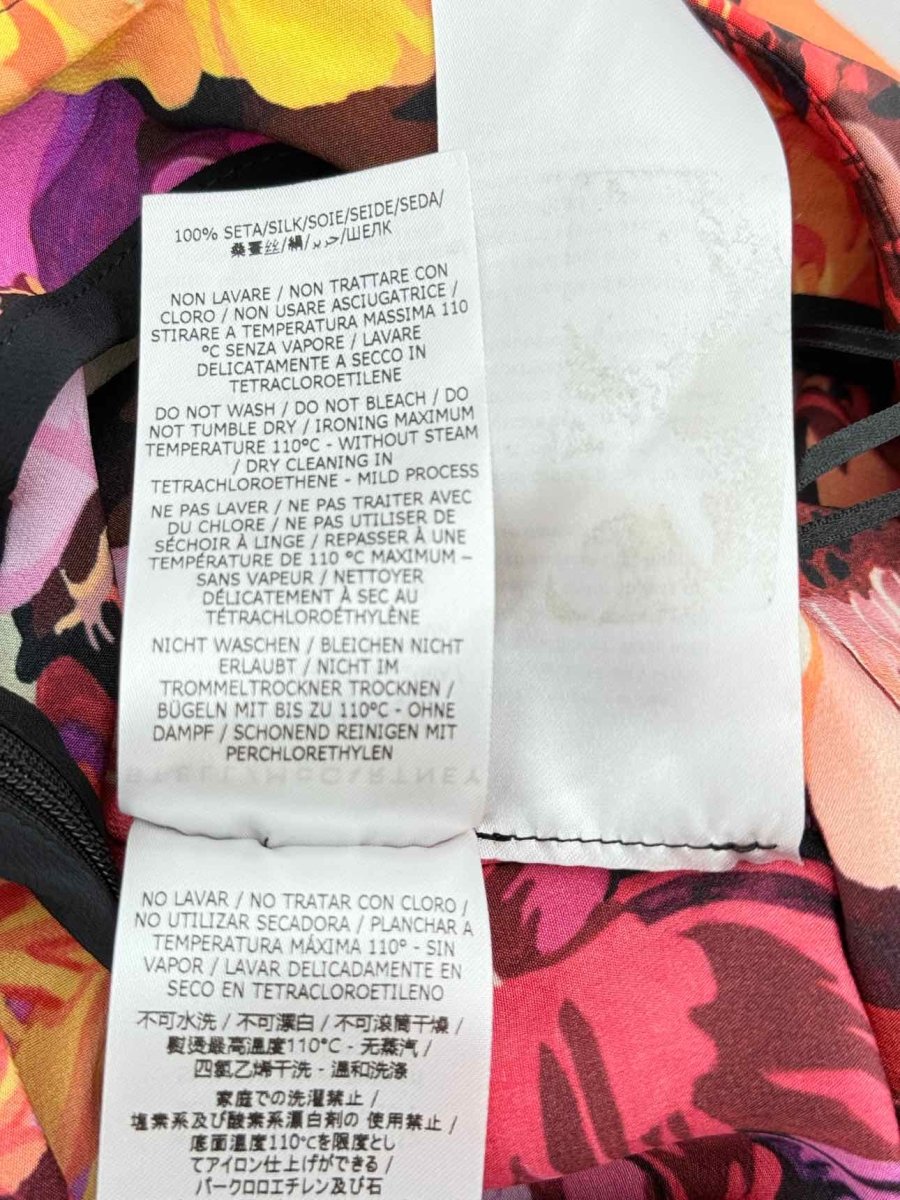 100% SETA/SILK/SOIE/SEIDE/SEDA/
桑蚕丝/絹/حرير/ШЕЛК
NON LAVARE / NON TRATTARE CON
CLORO / NON USARE ASCIUGATRICE /
STIRARE A TEMPERATURA MASSIMA 110
°C SENZA VAPORE / LAVARE
DELICATAMENTE A SECCO IN
TETRACLOROETILENE
DO NOT WASH / DO NOT BLEACH / DO
NOT TUMBLE DRY / IRONING MAXIMUM
TEMPERATURE 110°C - WITHOUT STEAM
/ DRY CLEANING IN
TETRACHLOROETHENE - MILD PROCESS
NE PAS LAVER / NE PAS TRAITER AVEC
DU CHLORE / NE PAS UTILISER DE
SÉCHOIR À LINGE / REPASSER À UNE
TEMPÉRATURE DE 110 °C MAXIMUM –
SANS VAPEUR / NETTOYER
DÉLICATEMENT À SEC AU
TÉTRACHLOROÉTHYLÈNE
NICHT WASCHEN / BLEICHEN NICHT
ERLAUBT / NICHT IM
TROMMELTROCKNER TROCKNEN /
BÜGELN MIT BIS ZU 110°C - OHNE
DAMPF / SCHONEND REINIGEN MIT
PERCHLORETHYLEN
NO LAVAR / NO TRATAR CON CLORO /
NO UTILIZAR SECADORA / PLANCHAR A
TEMPERATURA MÁXIMA 110° - SIN
VAPOR / LAVAR DELICADAMENTE EN
SECO EN TETRACLOROETILENO
不可水洗 / 不可漂白 / 不可滾筒干燥 /
熨燙最高溫度110°C - 无蒸汽 /
四氯乙烯干洗 - 溫和洗涤
家庭での洗濯禁止 /
塩素系及び酸素系漂白剤の 使用禁止 /
底面温度110℃を限度とし
てアイロン仕上げができる /
パークロロエチレン及び石